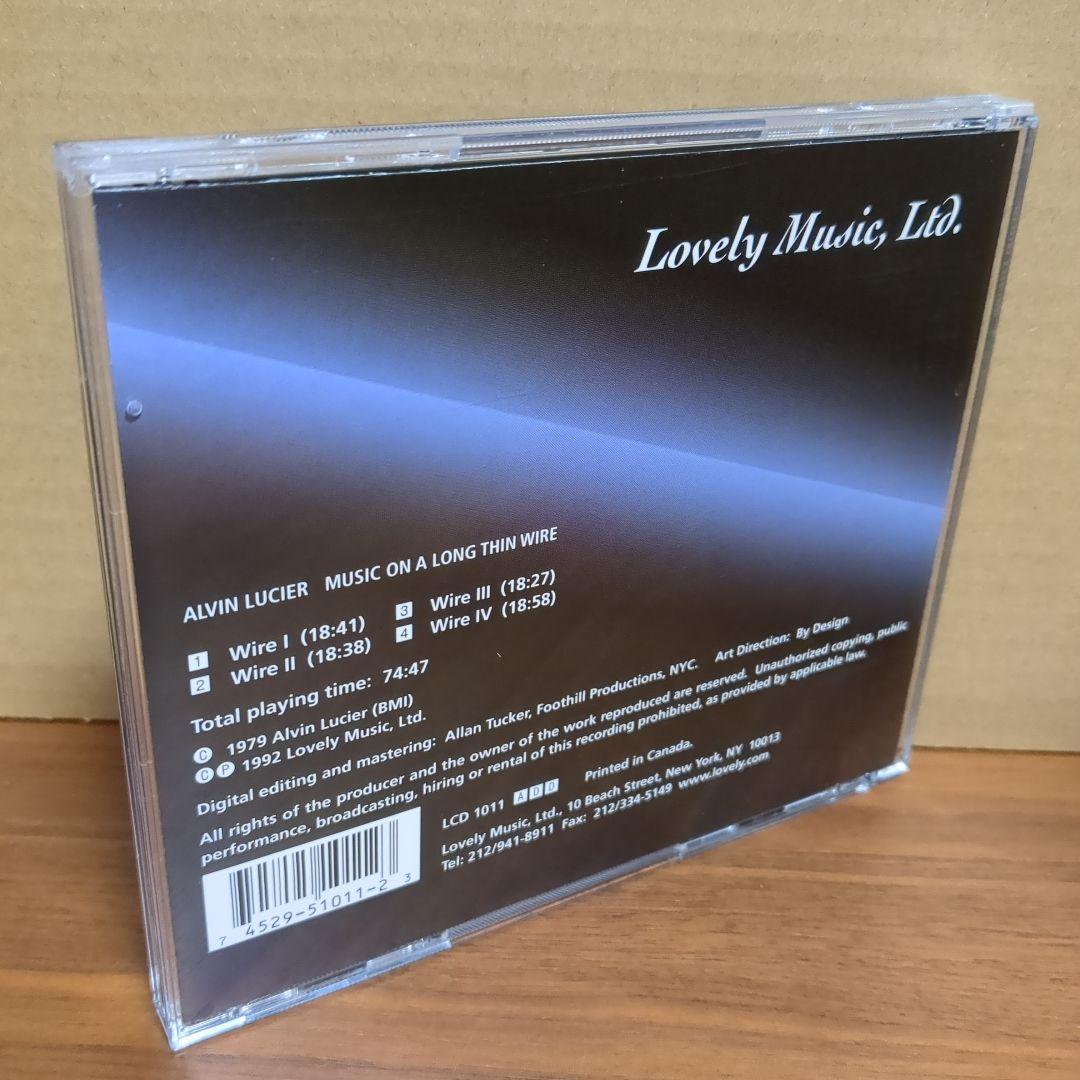 Lovely Music, Ltd.
ALVIN LUCIER MUSIC ON A LONG THIN WIRE
1 Wire I (18:41)
2 Wire II (18:38)
3 Wire III (18:27)
4 Wire IV (18:58)
Total playing time: 74:47
© 1979 Alvin Lucier (BMI)
© ℗ 1992 Lovely Music, Ltd.
Digital editing and mastering: Allan Tucker, Foothill Productions, NYC. Art Direction: By Design
All rights of the producer and the owner of the work reproduced are reserved. Unauthorized copying, public
performance, broadcasting, hiring or rental of this recording prohibited, as provided by applicable law.
LCD 1011 ADD Printed in Canada.
Lovely Music, Ltd., 10 Beach Street, New York, NY 10013
Tel: 212/941-8911 Fax: 212/334-5149 www.lovely.com
7 4529-51011-2 3